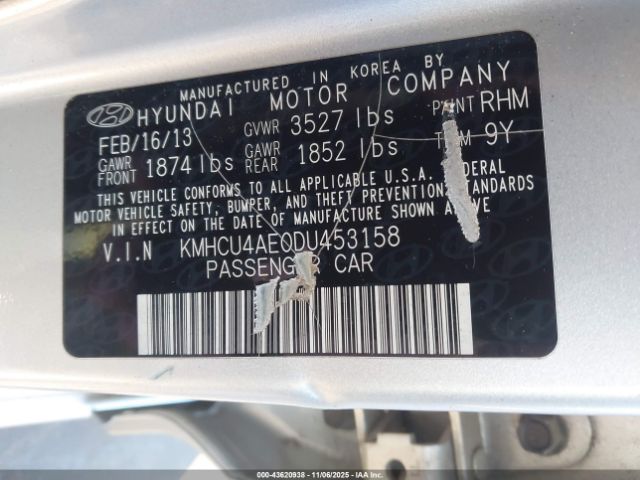 MANUFACTURED IN KOREA BY
HYUNDAI MOTOR COMPANY
FEB/16/13 GVWR 3527 lbs PAINT RHM
GAWR FRONT 1874 lbs GAWR REAR 1852 lbs TRIM 9Y
THIS VEHICLE CONFORMS TO ALL APPLICABLE U.S.A. FEDERAL
MOTOR VEHICLE SAFETY, BUMPER, AND THEFT PREVENTION STANDARDS
IN EFFECT ON THE DATE OF MANUFACTURE SHOWN ABOVE.
V.I.N KMHCU4AE0DU453158
PASSENGER CAR
000-43620938 - 11/06/2025 - IAAI.CA